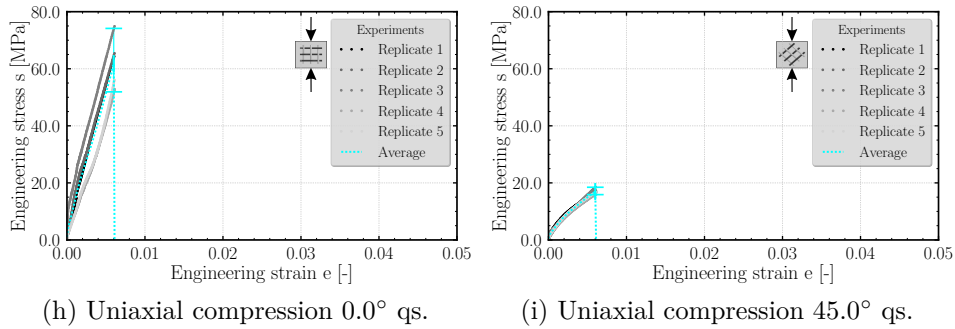 80.0
60.0
40.0
20.0
0.0
Engineering stress s [MPa]
0.00 0.01 0.02 0.03 0.04 0.05
Engineering strain e [-]
Experiments
Replicate 1
Replicate 2
Replicate 3
Replicate 4
Replicate 5
Average
(h) Uniaxial compression 0.0° qs.
80.0
60.0
40.0
20.0
0.0
Engineering stress s [MPa]
0.00 0.01 0.02 0.03 0.04 0.05
Engineering strain e [-]
Experiments
Replicate 1
Replicate 2
Replicate 3
Replicate 4
Replicate 5
Average
(i) Uniaxial compression 45.0° qs.